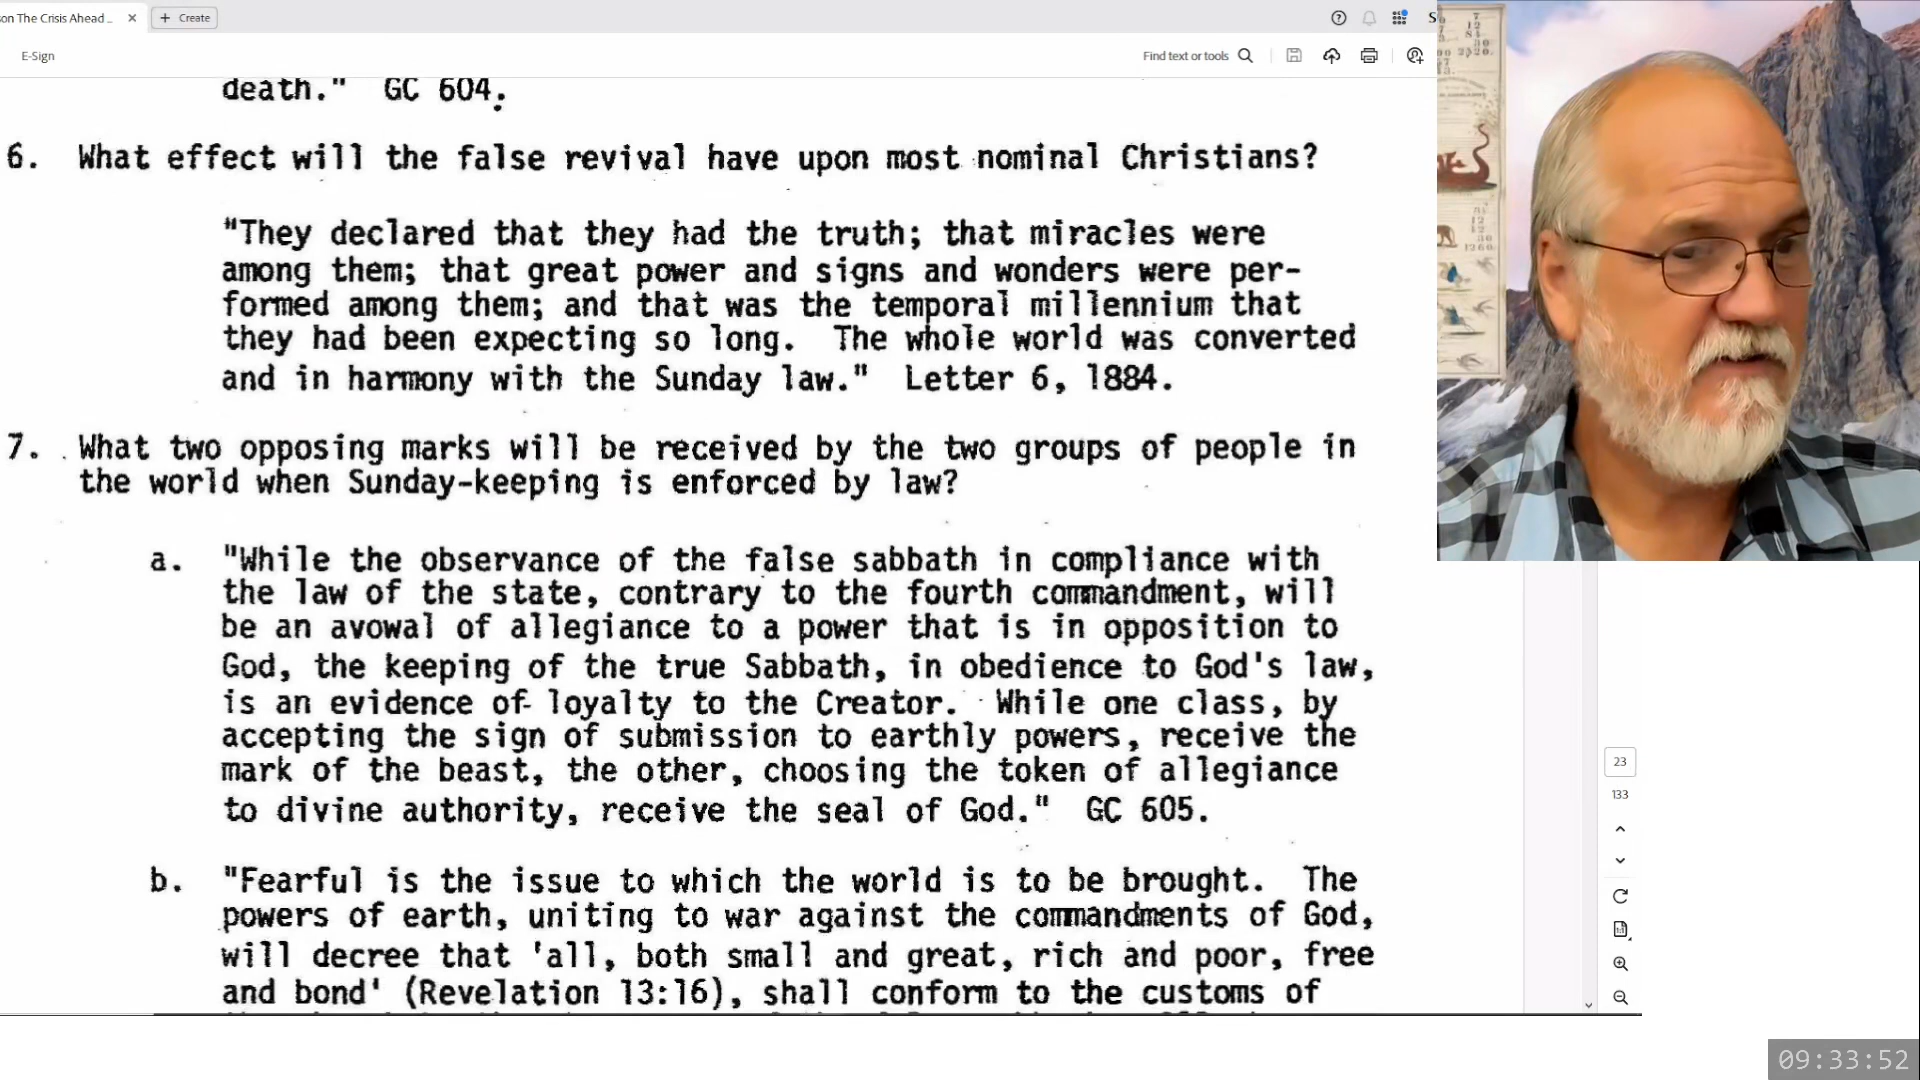 son The Crisis Ahead ...
Create
E-Sign
Find text or tools
death." GC 604.
6. What effect will the false revival have upon most nominal Christians?
"They declared that they had the truth; that miracles were
among them; that great power and signs and wonders were per-
formed among them; and that was the temporal millennium that
they had been expecting so long. The whole world was converted
and in harmony with the Sunday law." Letter 6, 1884.
7. What two opposing marks will be received by the two groups of people in
the world when Sunday-keeping is enforced by law?
a. "While the observance of the false sabbath in compliance with
the law of the state, contrary to the fourth commandment, will
be an avowal of allegiance to a power that is in opposition to
God, the keeping of the true Sabbath, in obedience to God's law,
is an evidence of loyalty to the Creator. While one class, by
accepting the sign of submission to earthly powers, receive the
mark of the beast, the other, choosing the token of allegiance
to divine authority, receive the seal of God." GC 605.
b. "Fearful is the issue to which the world is to be brought. The
powers of earth, uniting to war against the commandments of God,
will decree that 'all, both small and great, rich and poor, free
and bond' (Revelation 13:16), shall conform to the customs of
23
133
09:33:52